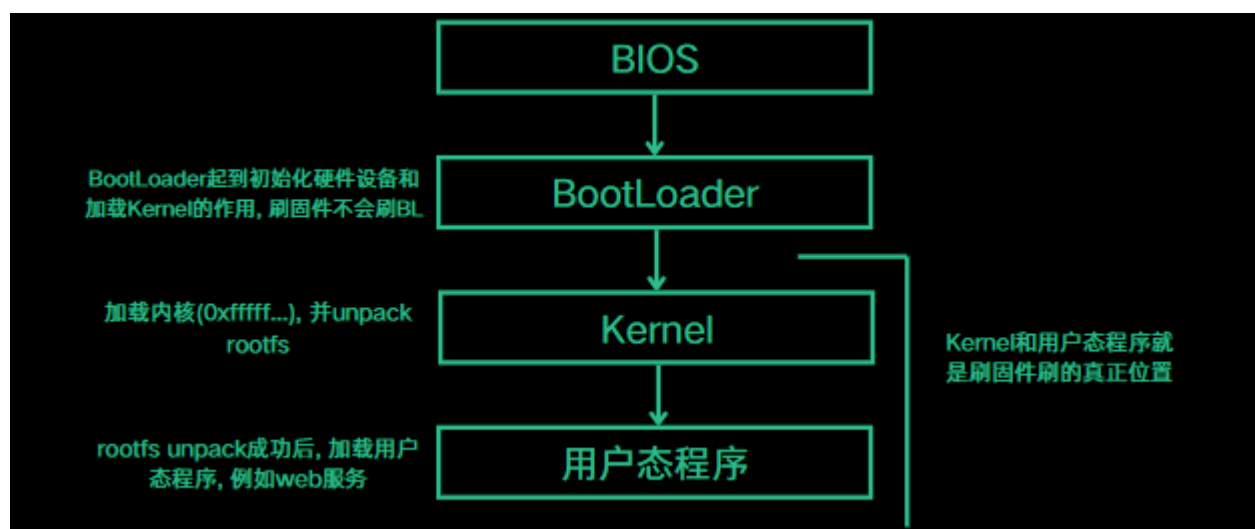 BIOS
BootLoader起到初始化硬件设备和
加载Kernel的作用, 刷固件不会刷BL
BootLoader
加载内核(0xfffff...), 并unpack
rootfs
Kernel
Kernel和用户态程序就
是刷固件刷的真正位置
rootfs unpack成功后, 加载用户
态程序, 例如web服务
用户态程序